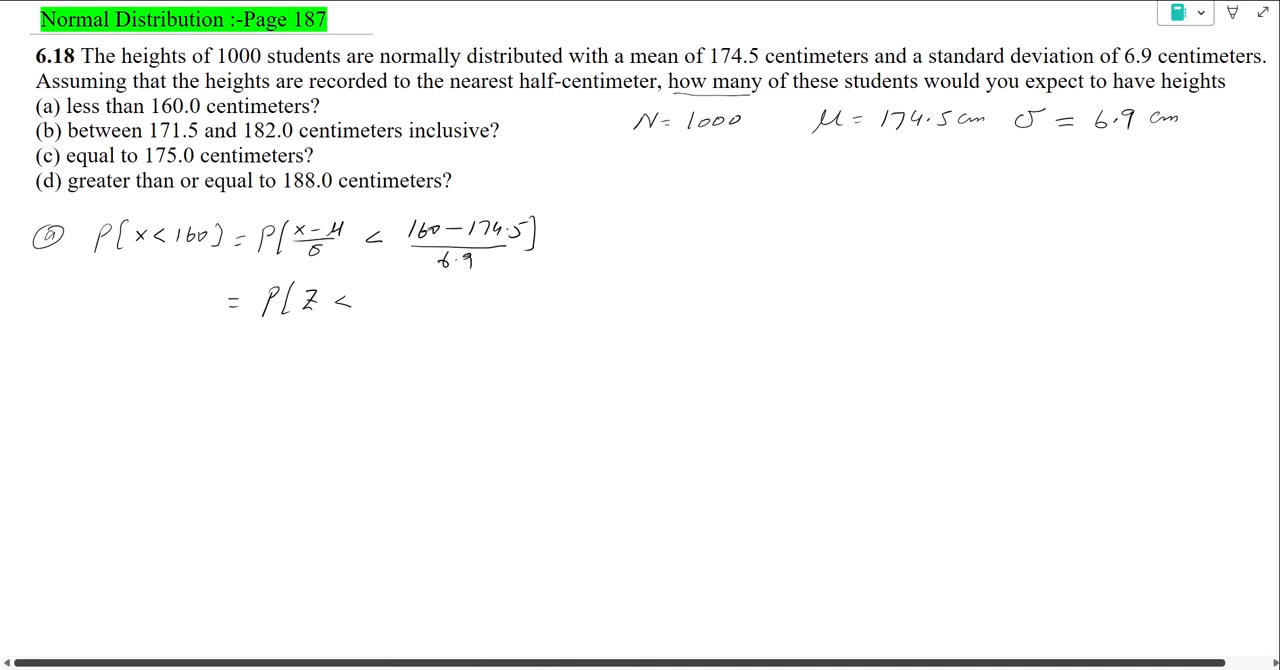 Normal Distribution :-Page 187
6.18 The heights of 1000 students are normally distributed with a mean of 174.5 centimeters and a standard deviation of 6.9 centimeters.
Assuming that the heights are recorded to the nearest half-centimeter, how many of these students would you expect to have heights
(a) less than 160.0 centimeters?
(b) between 171.5 and 182.0 centimeters inclusive?
(c) equal to 175.0 centimeters?
(d) greater than or equal to 188.0 centimeters?
N = 1000 μ = 174.5 cm σ = 6.9 cm
ⓐ P[x < 160] = P[(x-μ)/σ < (160-174.5)/6.9]
= P[Z <